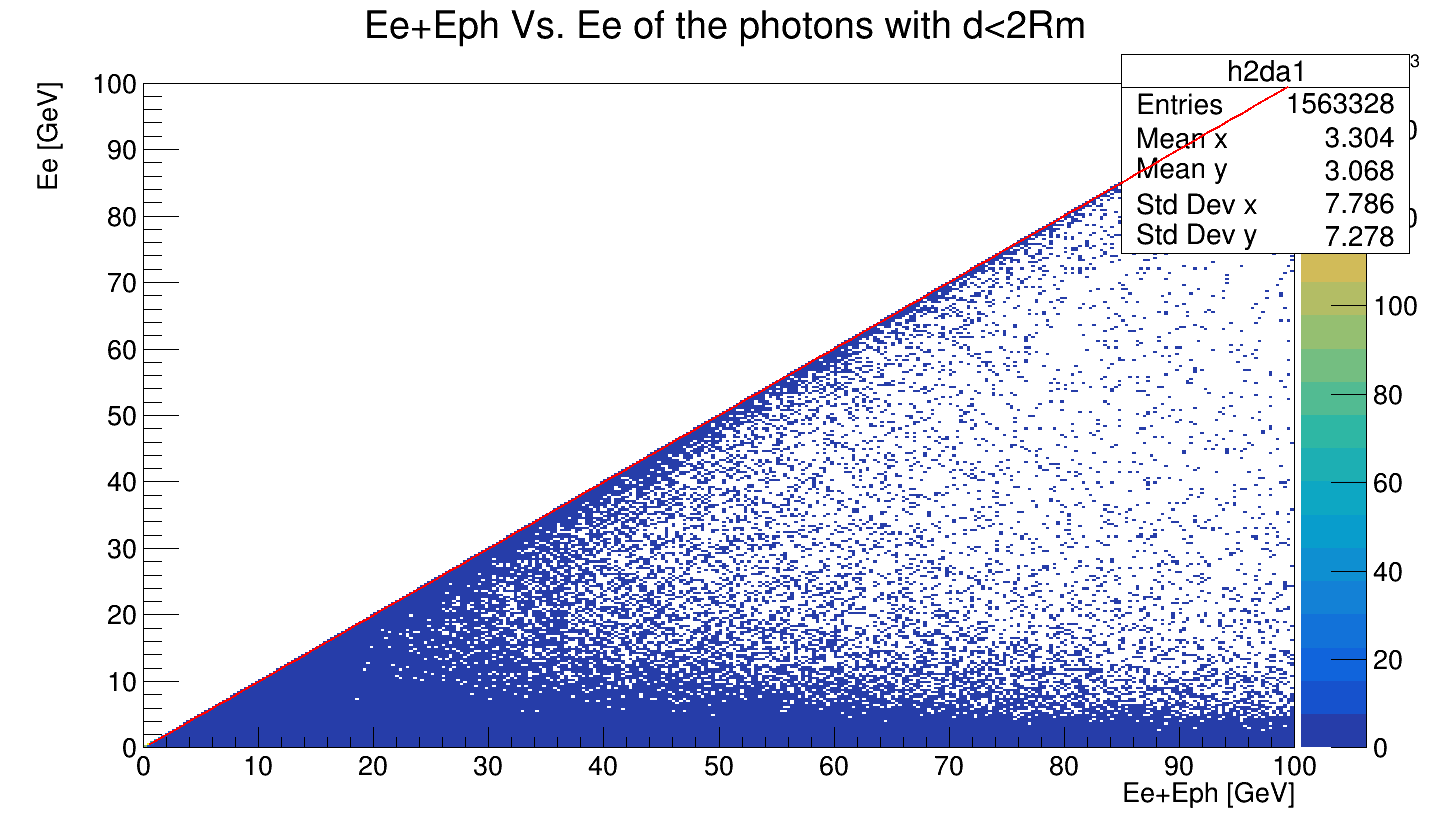 Ee+Eph Vs. Ee of the photons with d<2Rm
h2da1
Entries 1563328
Mean x 3.304
Mean y 3.068
Std Dev x 7.786
Std Dev y 7.278
3
0
0
100
80
60
40
20
0
Ee [GeV]
100
90
80
70
60
50
40
30
20
10
0
0 10 20 30 40 50 60 70 80 90 100
Ee+Eph [GeV]